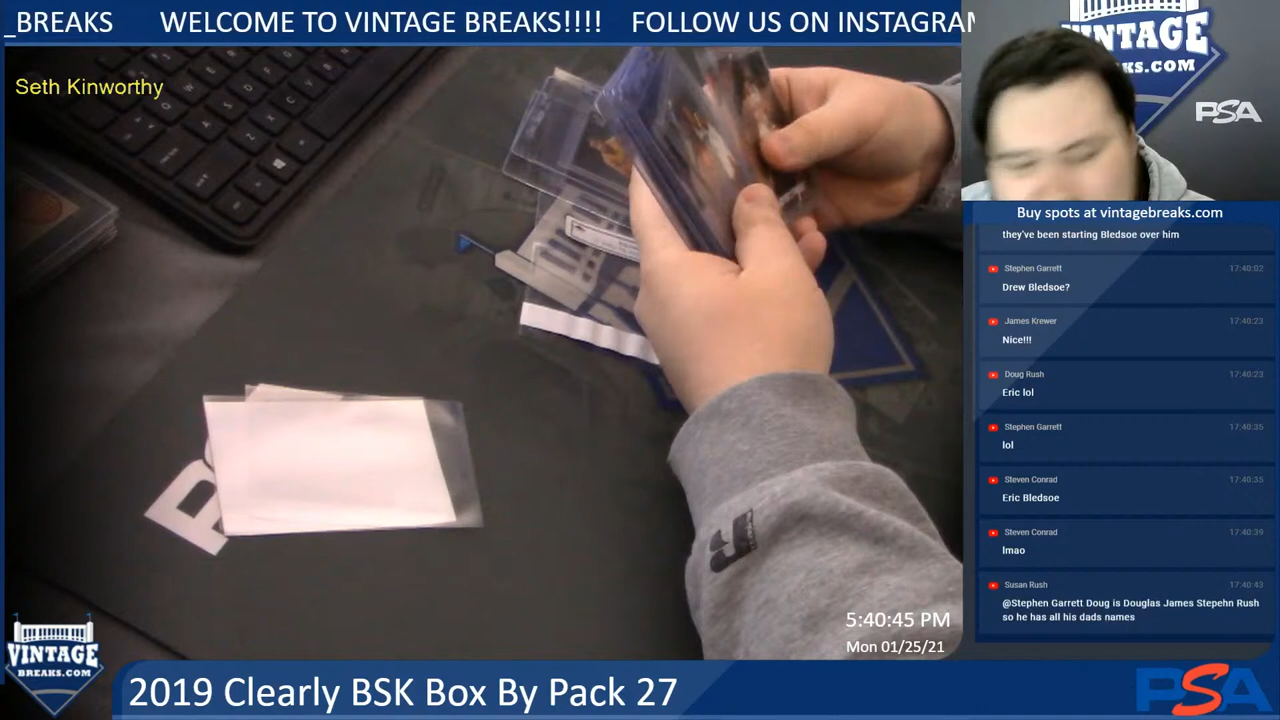 _BREAKS WELCOME TO VINTAGE BREAKS!!!! FOLLOW US ON INSTAGRAM
Seth Kinworthy
VINTAGE
KS.COM
PSA
Buy spots at vintagebreaks.com
they've been starting Bledsoe over him
Stephen Garrett 17:40:02
Drew Bledsoe?
James Krewer 17:40:23
Nice!!!
Doug Rush 17:40:23
Eric lol
Stephen Garrett 17:40:35
lol
Steven Conrad 17:40:35
Eric Bledsoe
Steven Conrad 17:40:39
lmao
Susan Rush 17:40:43
@Stephen Garrett Doug is Douglas James Stepehn Rush
so he has all his dads names
5:40:45 PM
Mon 01/25/21
VINTAGE
BREAKS.COM
2019 Clearly BSK Box By Pack 27
PSA